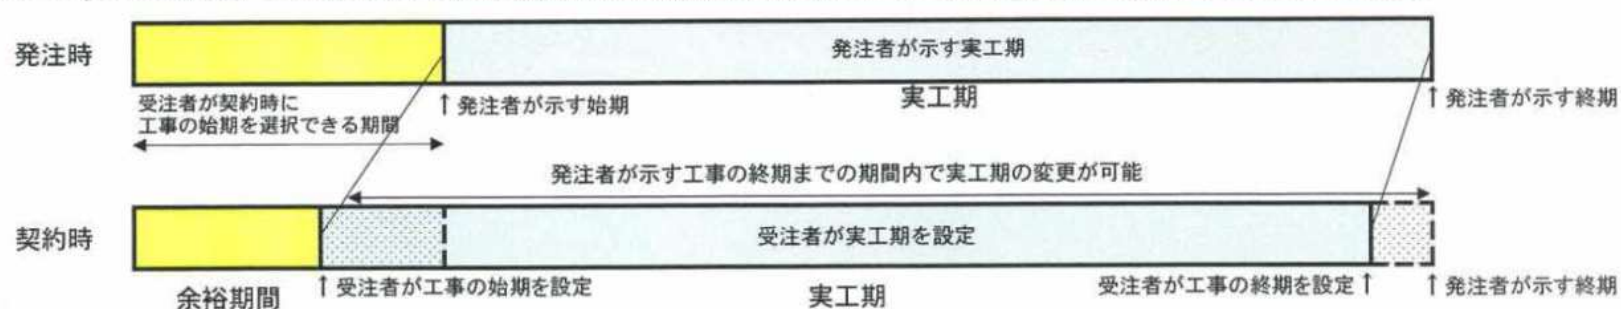 発注時
発注者が示す実工期
受注者が契約時に
工事の始期を選択できる期間
↑発注者が示す始期
実工期
↑発注者が示す終期
発注者が示す工事の終期までの期間内で実工期の変更が可能
契約時
受注者が実工期を設定
余裕期間
↑受注者が工事の始期を設定
実工期
受注者が工事の終期を設定↑
↑発注者が示す終期